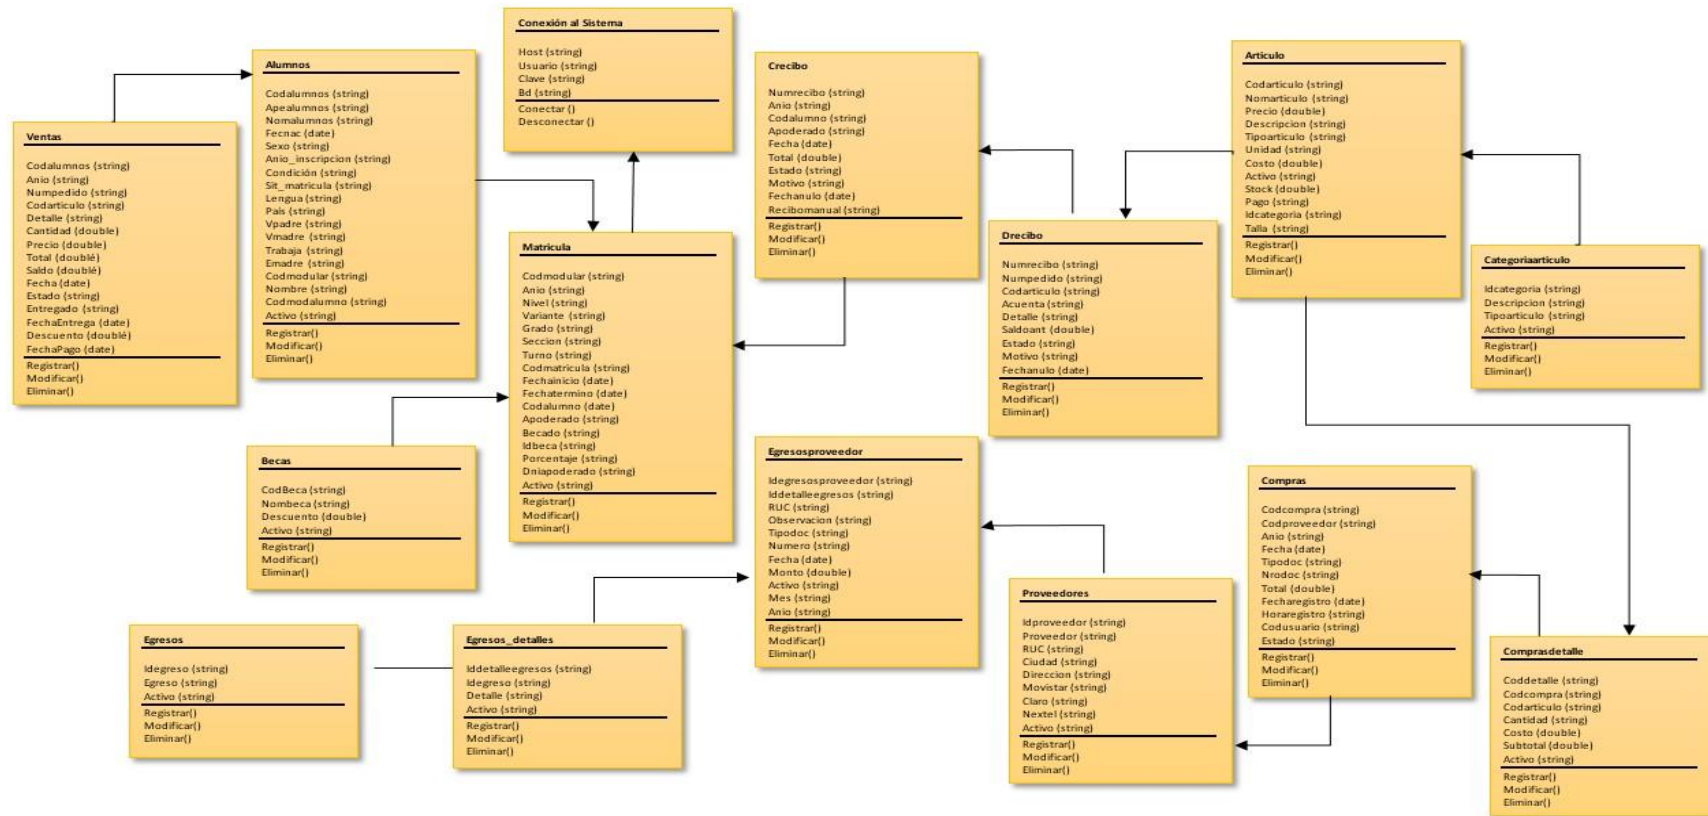 Conexión al Sistema
Host (string)
Usuario (string)
Clave (string)
Bd (string)
Conectar ()
Desconectar ()
Alumnos
Codalumnos (string)
Apealumnos (string)
Nomalumnos (string)
Fecnac (date)
Sexo (string)
Anio_inscripcion (string)
Condición (string)
Sit_matricula (string)
Lengua (string)
País (string)
Vpadre (string)
Vmadre (string)
Trabaja (string)
Emadre (string)
Codmodular (string)
Nombre (string)
Codmodalumno (string)
Activo (string)
Registrar()
Modificar()
Eliminar()
Ventas
Codalumnos (string)
Anio (string)
Numpedido (string)
Codarticulo (string)
Detalle (string)
Cantidad (double)
Precio (double)
Total (doublé)
Saldo (doublé)
Fecha (date)
Estado (string)
Entregado (string)
FechaEntrega (date)
Descuento (doublé)
FechaPago (date)
Registrar()
Modificar()
Eliminar()
Matricula
Codmodular (string)
Anio (string)
Nivel (string)
Variante (string)
Grado (string)
Seccion (string)
Turno (string)
Codmatricula (string)
Fechainicio (date)
Fechatermino (date)
Codalumno (date)
Apoderado (string)
Becado (string)
Idbeca (string)
Porcentaje (string)
Dniapoderado (string)
Activo (string)
Registrar()
Modificar()
Eliminar()
Crecibo
Numrecibo (string)
Anio (string)
Codalumno (string)
Apoderado (string)
Fecha (date)
Total (double)
Estado (string)
Motivo (string)
Fechanulo (date)
Recibomanual (string)
Registrar()
Modificar()
Eliminar()
Drecibo
Numrecibo (string)
Numpedido (string)
Codarticulo (string)
Acuenta (string)
Detalle (string)
Saldoant (double)
Estado (string)
Motivo (string)
Fechanulo (date)
Registrar()
Modificar()
Eliminar()
Articulo
Codarticulo (string)
Nomarticulo (string)
Precio (double)
Descripcion (string)
Tipoarticulo (string)
Unidad (string)
Costo (double)
Activo (string)
Stock (double)
Pago (string)
Idcategoria (string)
Talla (string)
Registrar()
Modificar()
Eliminar()
Categoriaarticulo
Idcategoria (string)
Descripcion (string)
Tipoarticulo (string)
Activo (string)
Registrar()
Modificar()
Eliminar()
Becas
CodBeca (string)
Nombeca (string)
Descuento (double)
Activo (string)
Registrar()
Modificar()
Eliminar()
Egresosproveedor
Idegresosproveedor (string)
Iddetalleegresos (string)
RUC (string)
Observacion (string)
Tipodoc (string)
Numero (string)
Fecha (date)
Monto (double)
Activo (string)
Mes (string)
Anio (string)
Registrar()
Modificar()
Eliminar()
Compras
Codcompra (string)
Codproveedor (string)
Anio (string)
Fecha (date)
Tipodoc (string)
Nrodoc (string)
Total (double)
Fecharegistro (date)
Horaregistro (string)
Codusuario (string)
Estado (string)
Registrar()
Modificar()
Eliminar()
Egresos
Idegreso (string)
Egreso (string)
Activo (string)
Registrar()
Modificar()
Eliminar()
Egresos_detalles
Iddetalleegresos (string)
Idegreso (string)
Detalle (string)
Activo (string)
Registrar()
Modificar()
Eliminar()
Proveedores
Idproveedor (string)
Proveedor (string)
RUC (string)
Ciudad (string)
Direccion (string)
Movistar (string)
Claro (string)
Nextel (string)
Activo (string)
Registrar()
Modificar()
Eliminar()
Comprasdetalle
Coddetalle (string)
Codcompra (string)
Codarticulo (string)
Cantidad (string)
Costo (double)
Subtotal (double)
Activo (string)
Registrar()
Modificar()
Eliminar()